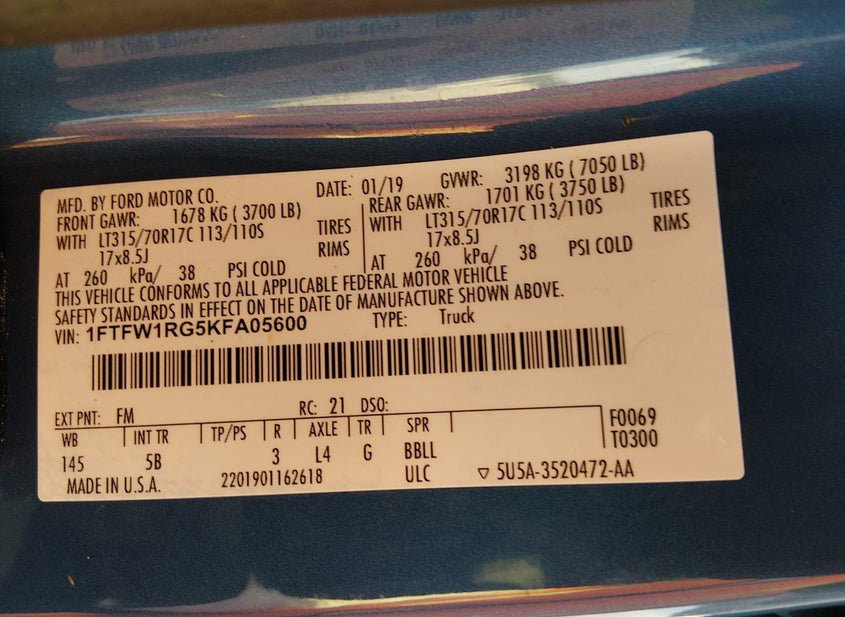 MFD. BY FORD MOTOR CO. DATE: 01/19 GVWR: 3198 KG ( 7050 LB)
FRONT GAWR: 1678 KG ( 3700 LB) REAR GAWR: 1701 KG ( 3750 LB)
WITH LT315/70R17C 113/110S TIRES WITH LT315/70R17C 113/110S TIRES
17x8.5J RIMS 17x8.5J RIMS
AT 260 kPa/ 38 PSI COLD AT 260 kPa/ 38 PSI COLD
THIS VEHICLE CONFORMS TO ALL APPLICABLE FEDERAL MOTOR VEHICLE
SAFETY STANDARDS IN EFFECT ON THE DATE OF MANUFACTURE SHOWN ABOVE.
VIN: 1FTFW1RG5KFA05600 TYPE: Truck
EXT PNT: FM RC: 21 DSO:
WB INT TR TP/PS R AXLE TR SPR F0069
145 5B 3 L4 G BBLL T0300
MADE IN U.S.A. 2201901162618 ULC ▽ 5U5A-3520472-AA